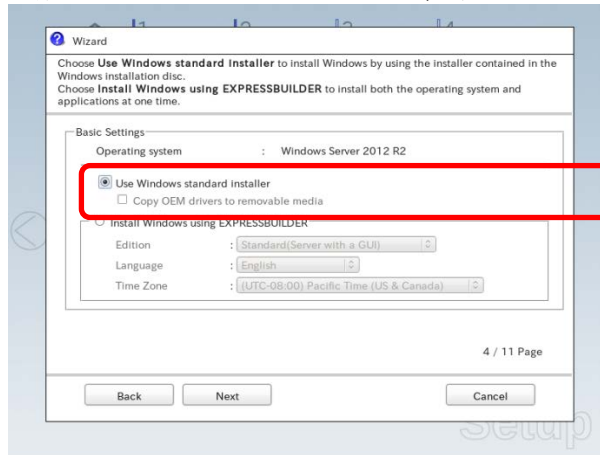 Wizard
Choose Use Windows standard installer to install Windows by using the installer contained in the
Windows installation disc.
Choose Install Windows using EXPRESSBUILDER to install both the operating system and
applications at one time.
Basic Settings
Operating system : Windows Server 2012 R2
Use Windows standard installer
Copy OEM drivers to removable media
Install Windows using EXPRESSBUILDER
Edition : Standard(Server with a GUI)
Language : English
Time Zone : (UTC-08:00) Pacific Time (US & Canada)
4 / 11 Page
Back Next Cancel
Setup